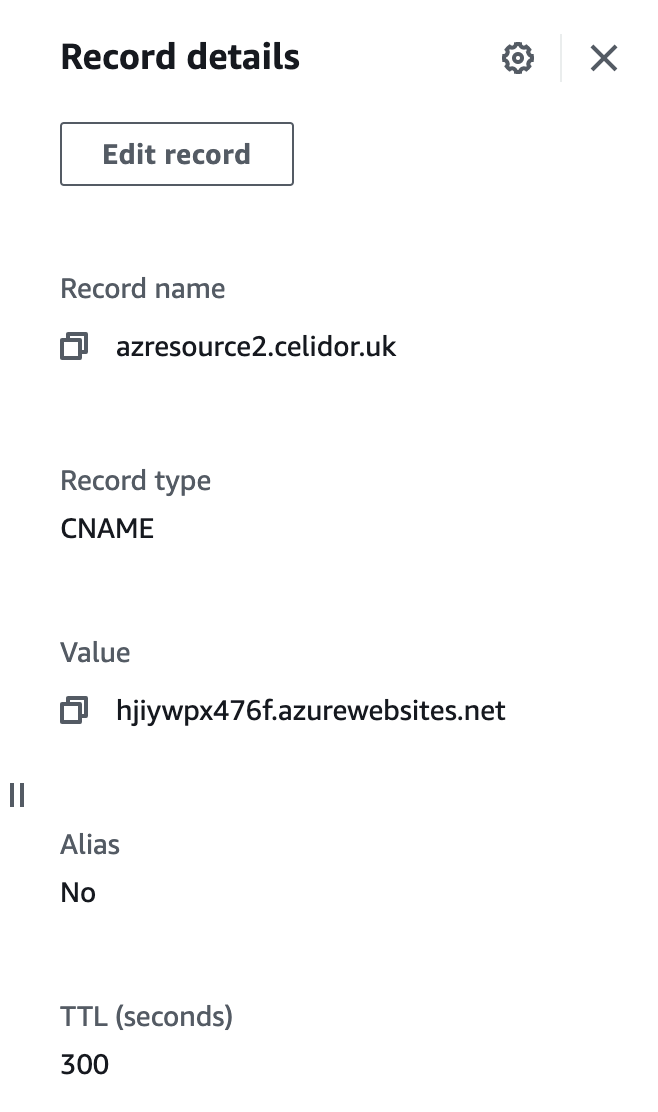 Record details
Edit record
Record name
azresource2.celidor.uk
Record type
CNAME
Value
hjiywpx476f.azurewebsites.net
Alias
No
TTL (seconds)
300